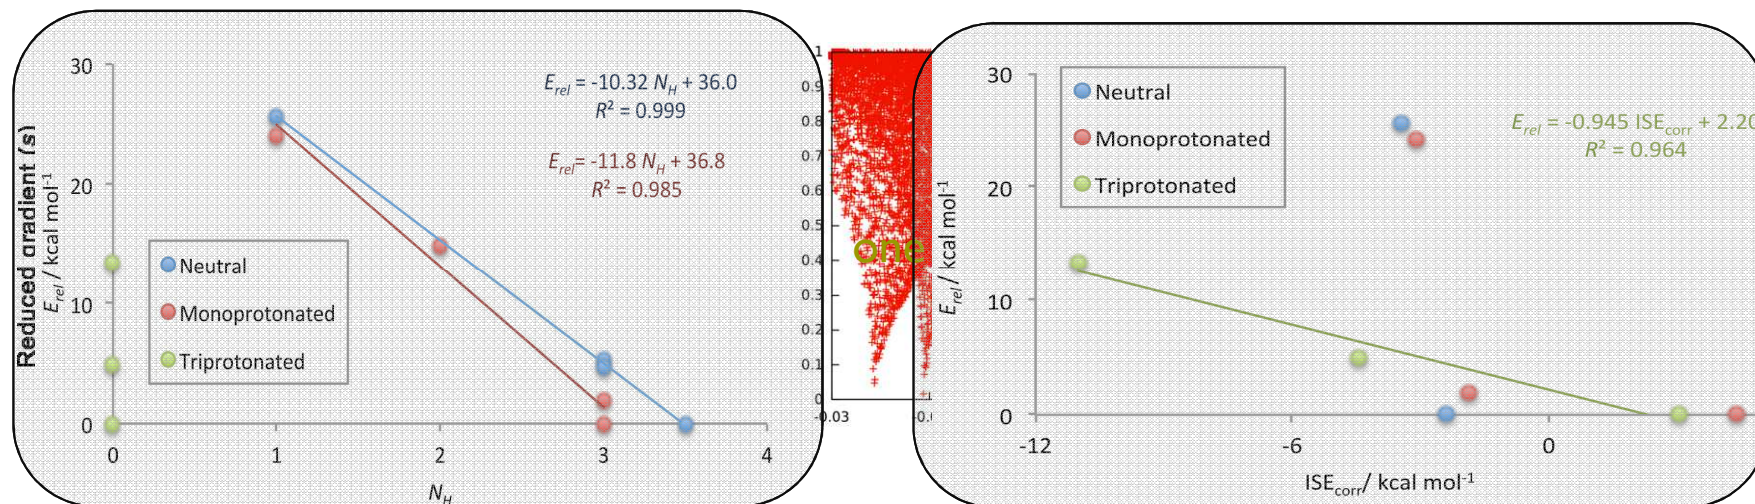 Reduced gradient (s)
E_rel / kcal mol⁻¹
30
20
10
0
E_rel = -10.32 N_H + 36.0
R² = 0.999
E_rel= -11.8 N_H + 36.8
R² = 0.985
Neutral
Monoprotonated
Triprotonated
0 1 2 3 4
N_H
1
0.9
0.8
0.7
0.6
0.5
0.4
0.3
0.2
0.1
0
one
-0.03
E_rel/ kcal mol⁻¹
30
20
10
0
Neutral
Monoprotonated
Triprotonated
E_rel = -0.945 ISE_corr + 2.20
R² = 0.964
-12 -6 0
ISE_corr/ kcal mol⁻¹